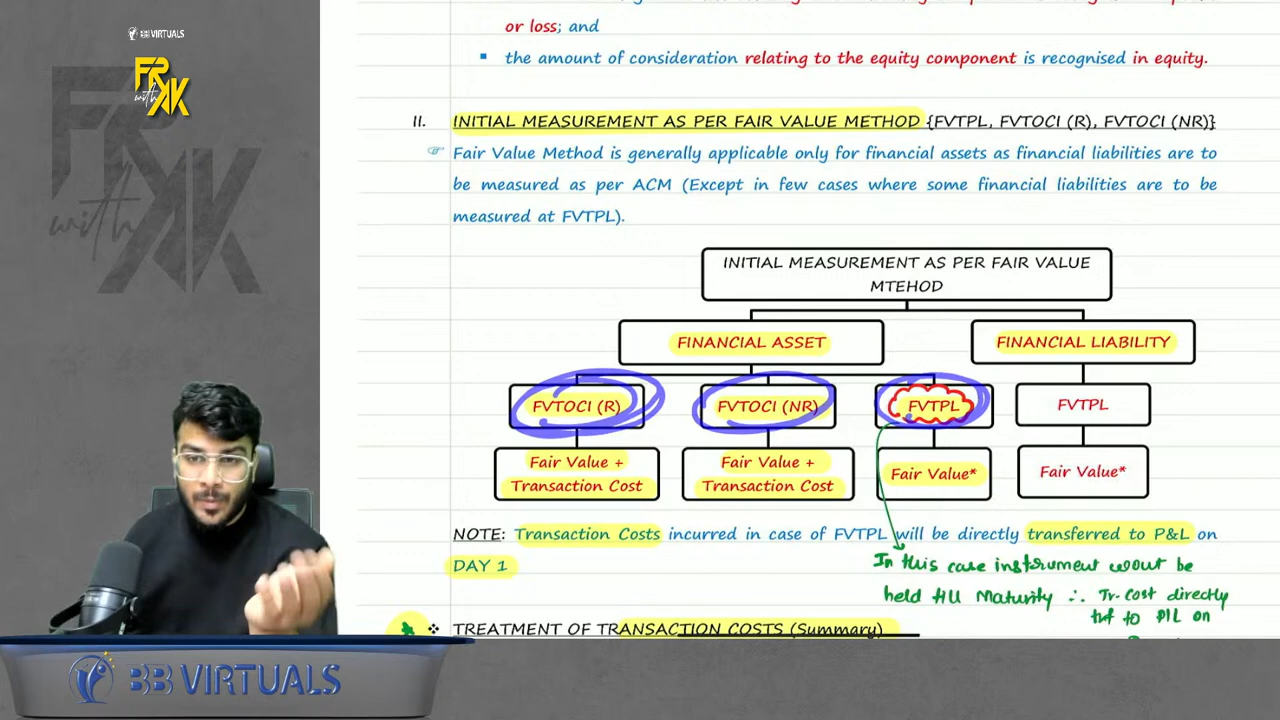 BB VIRTUALS
FR
with AK
FR
with AK
or loss; and
▪ the amount of consideration relating to the equity component is recognised in equity.
II. INITIAL MEASUREMENT AS PER FAIR VALUE METHOD {FVTPL, FVTOCI (R), FVTOCI (NR)}
☞ Fair Value Method is generally applicable only for financial assets as financial liabilities are to
be measured as per ACM (Except in few cases where some financial liabilities are to be
measured at FVTPL).
INITIAL MEASUREMENT AS PER FAIR VALUE
MTEHOD
FINANCIAL ASSET
FINANCIAL LIABILITY
FVTOCI (R)
FVTOCI (NR)
FVTPL
FVTPL
Fair Value +
Transaction Cost
Fair Value +
Transaction Cost
Fair Value*
Fair Value*
NOTE: Transaction Costs incurred in case of FVTPL will be directly transferred to P&L on
DAY 1
In this case instrument wont be
held till Maturity ∴ Tr. Cost directly
trf to P/L on
❖ TREATMENT OF TRANSACTION COSTS (Summary)
BB VIRTUALS